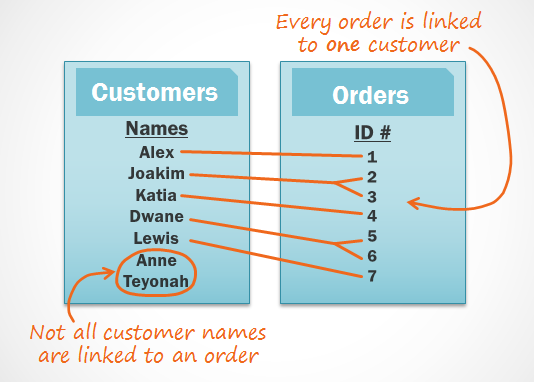 Every order is linked
to one customer
Customers
Names
Alex
Joakim
Katia
Dwane
Lewis
Anne
Teyonah
Orders
ID #
1
2
3
4
5
6
7
Not all customer names
are linked to an order